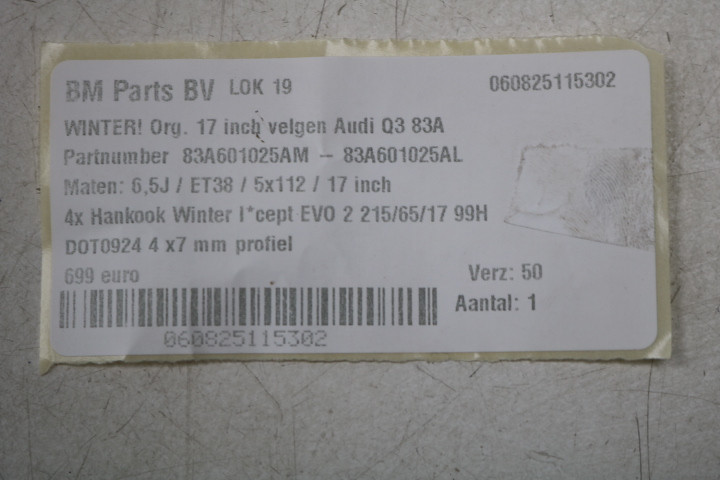 BM Parts BV LOK 19 060825115302
WINTER! Org. 17 inch velgen Audi Q3 83A
Partnumber 83A601025AM - 83A601025AL
Maten: 6,5J / ET38 / 5x112 / 17 inch
4x Hankook Winter I*cept EVO 2 215/65/17 99H
DOT0924 4 x7 mm profiel
699 euro Verz: 50
Aantal: 1
060825115302